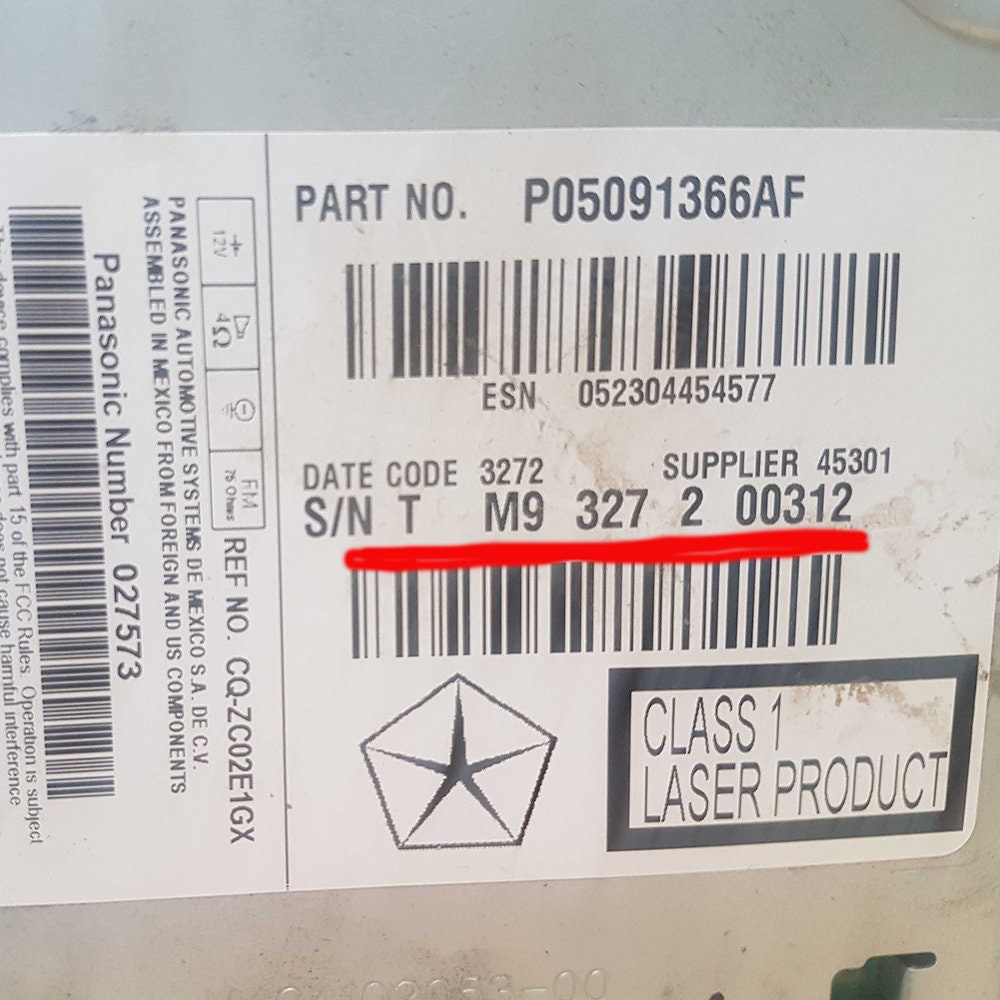 PART NO. P05091366AF
ESN 052304454577
DATE CODE 3272 SUPPLIER 45301
S/N T M9 327 2 00312
CLASS 1
LASER PRODUCT
12V
4Ω
FM
75 Ohms
REF NO. CQ-ZC02E1GX
PANASONIC AUTOMOTIVE SYSTEMS DE MEXICO S.A. DE C.V.
ASSEMBLED IN MEXICO FROM FOREIGN AND US COMPONENTS
Panasonic Number 027573
This device complies with part 15 of the FCC Rules. Operation is subject
does not cause harmful interference